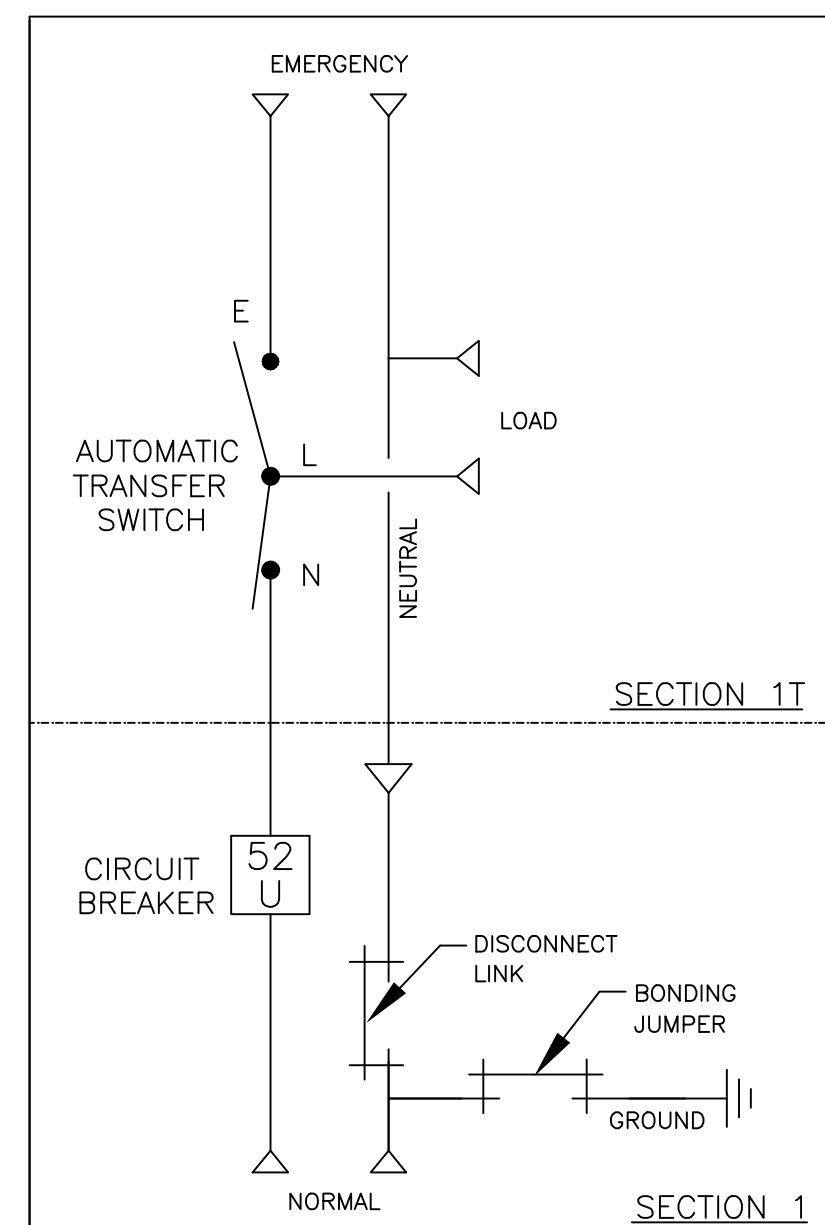 EMERGENCY
E
LOAD
AUTOMATIC
TRANSFER
SWITCH
L
N
NEUTRAL
SECTION 1T
CIRCUIT
BREAKER
52
U
DISCONNECT
LINK
BONDING
JUMPER
GROUND
NORMAL
SECTION 1